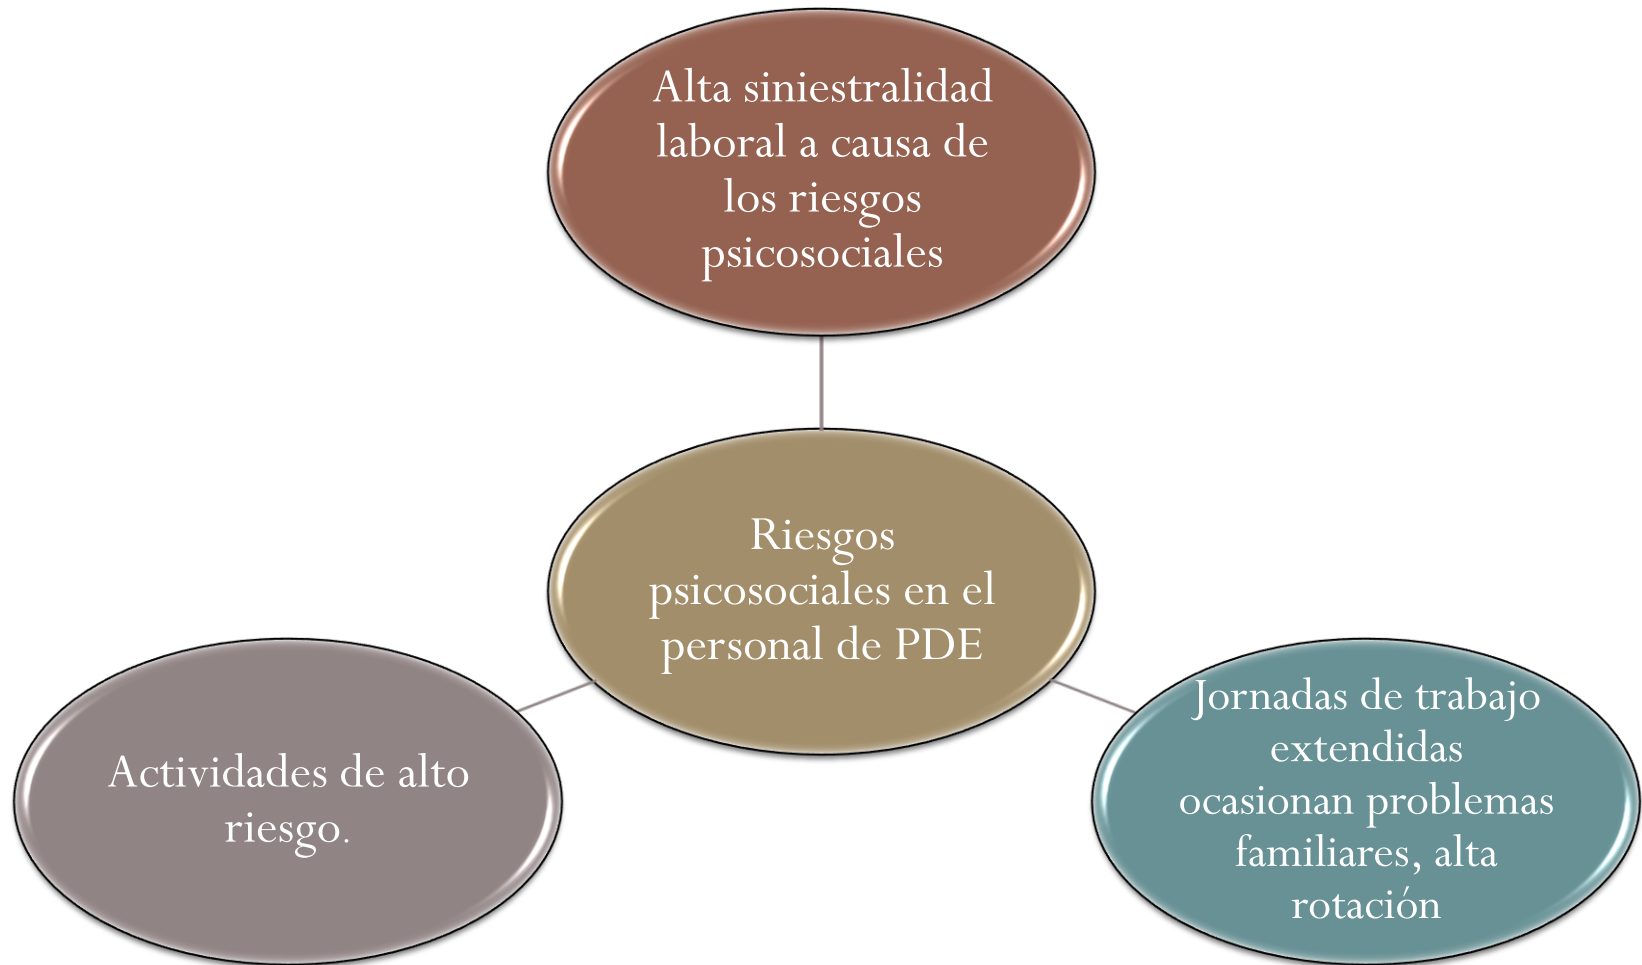 Alta siniestralidad
laboral a causa de
los riesgos
psicosociales
Riesgos
psicosociales en el
personal de PDE
Actividades de alto
riesgo.
Jornadas de trabajo
extendidas
ocasionan problemas
familiares, alta
rotación